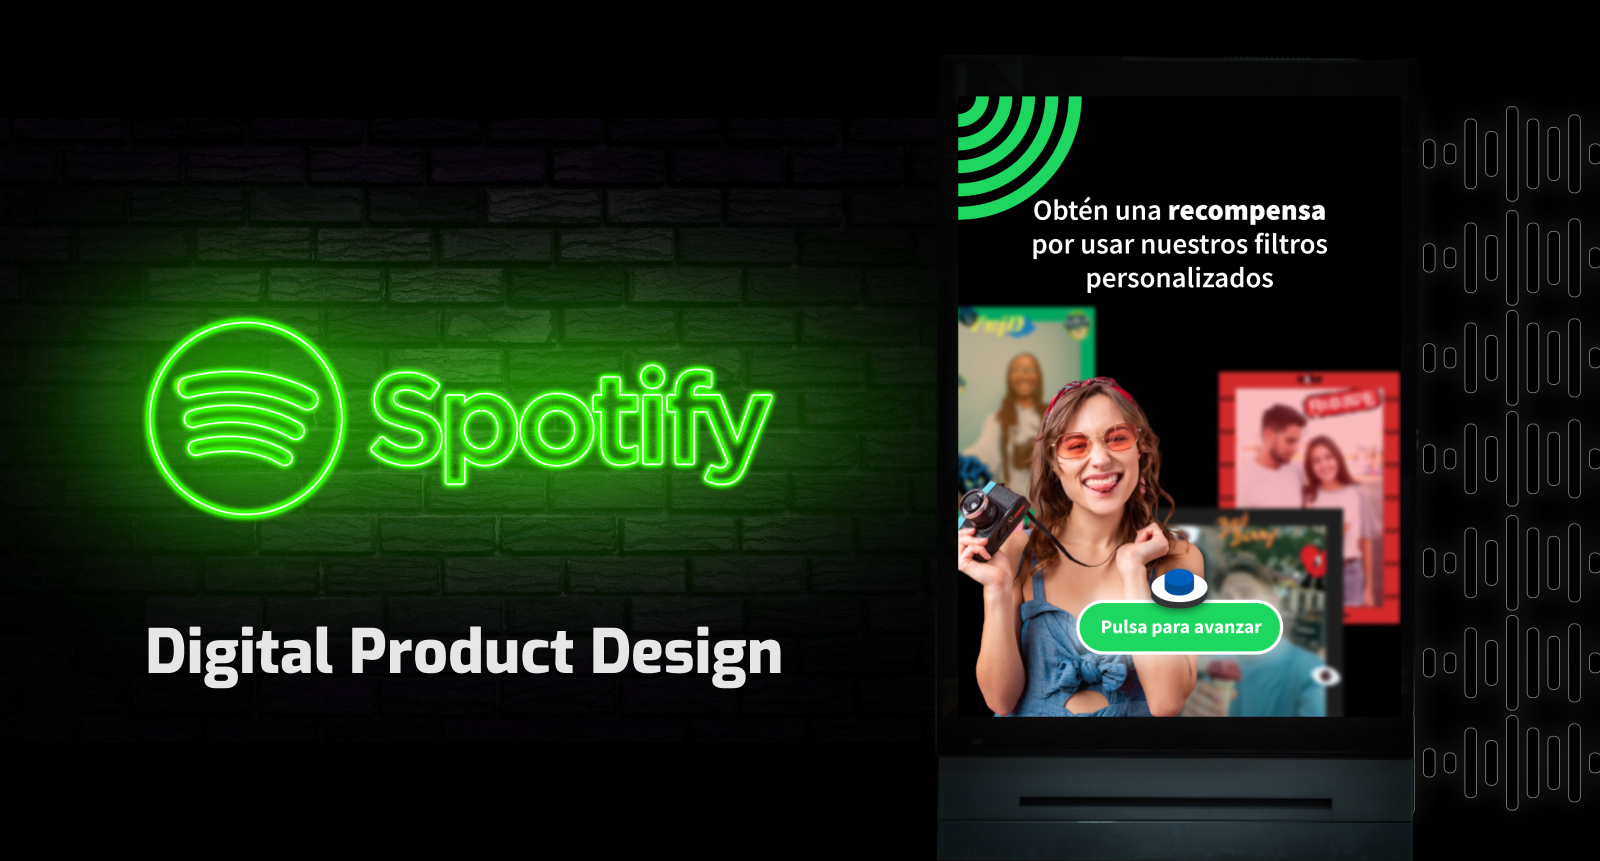 Spotify
Digital Product Design
Obtén una recompensa
por usar nuestros filtros
personalizados
Pulsa para avanzar